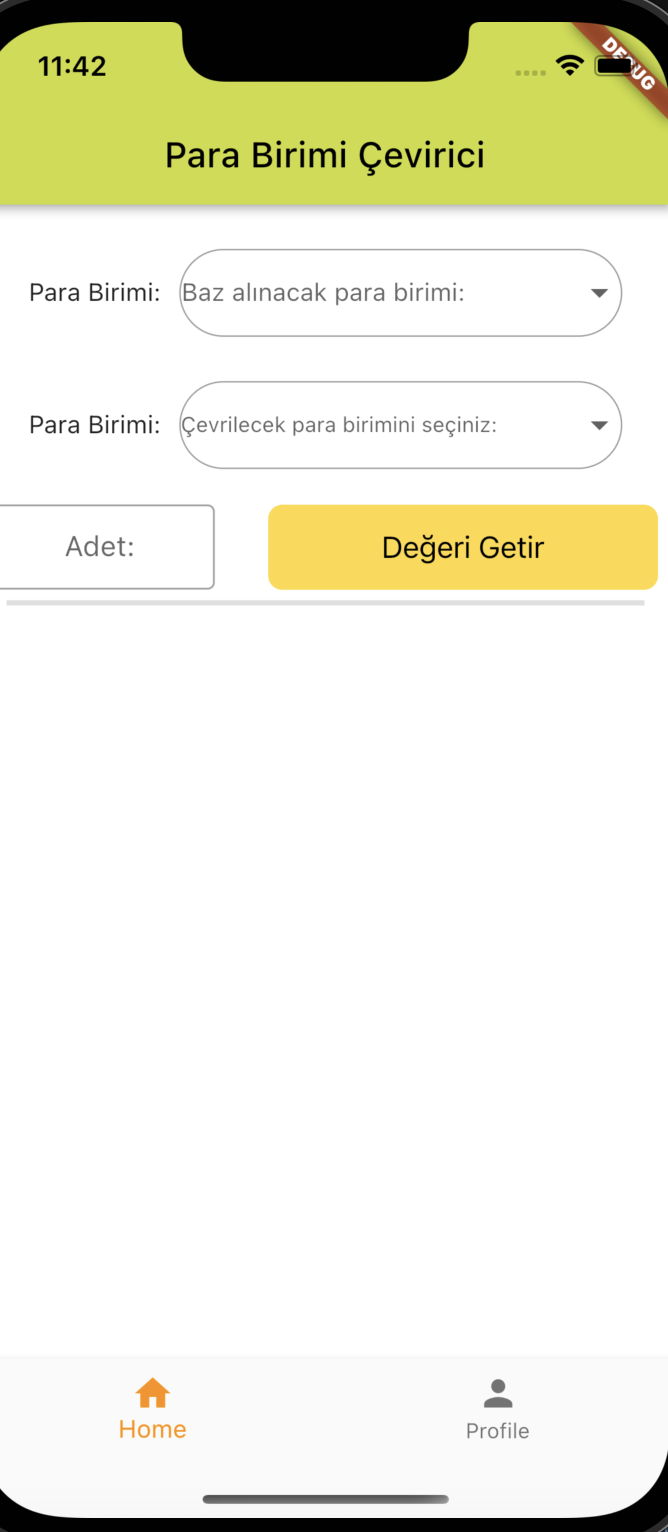 11:42
DEBUG
Para Birimi Çevirici
Para Birimi: Baz alınacak para birimi:
Para Birimi: Çevrilecek para birimini seçiniz:
Adet: Değeri Getir
Home Profile